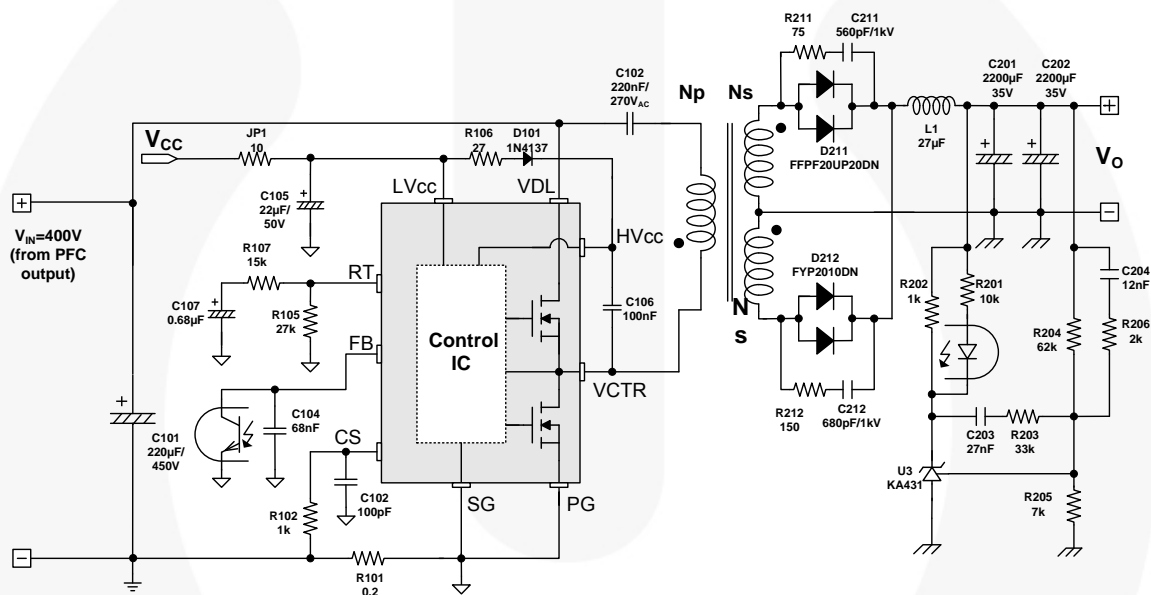 R211
75
C211
560pF/1kV
C102
220nF/
270VAC
Np
Ns
D211
FFPF20UP20DN
L1
27µF
C201
2200µF
35V
C202
2200µF
35V
+
VO
-
VCC
JP1
10
R106
27
D101
1N4137
C105
22µF/
50V
+
LVcc
VDL
HVcc
+
VIN=400V
(from PFC
output)
R107
15k
RT
C107
0.68µF
+
R105
27k
FB
Control
IC
C106
100nF
VCTR
D212
FYP2010DN
N
s
R212
150
C212
680pF/1kV
R202
1k
R201
10k
R204
62k
C204
12nF
R206
2k
+
C101
220µF/
450V
C104
68nF
CS
C102
100pF
R102
1k
SG
PG
C203
27nF
R203
33k
U3
KA431
R205
7k
-
R101
0.2
+
+